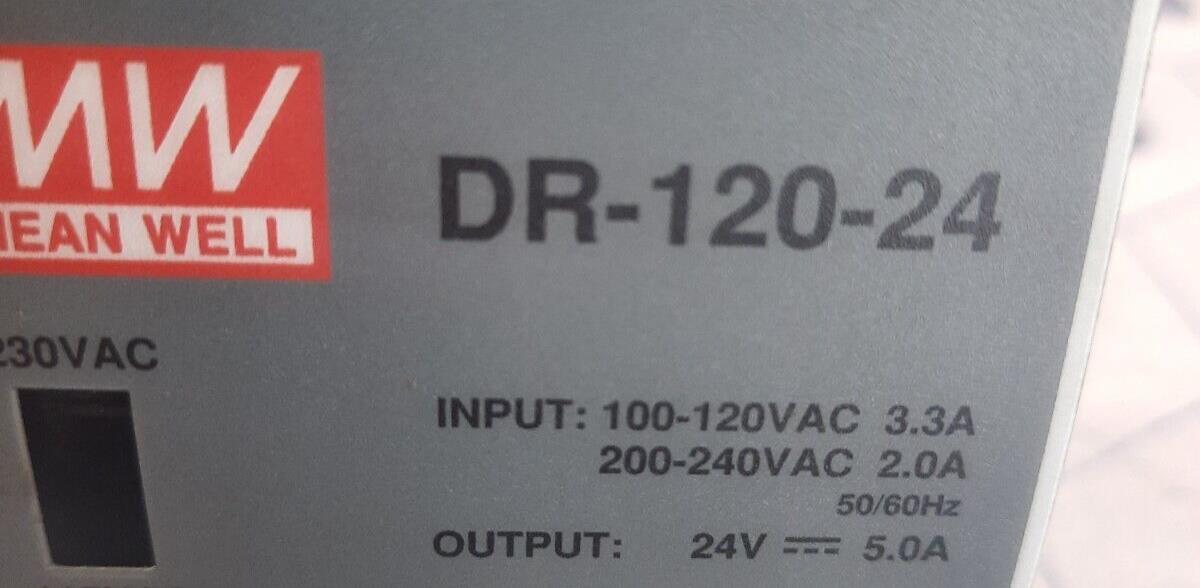 MW
MEAN WELL
DR-120-24
230VAC
INPUT: 100-120VAC 3.3A
200-240VAC 2.0A
50/60Hz
OUTPUT: 24V ⎓ 5.0A